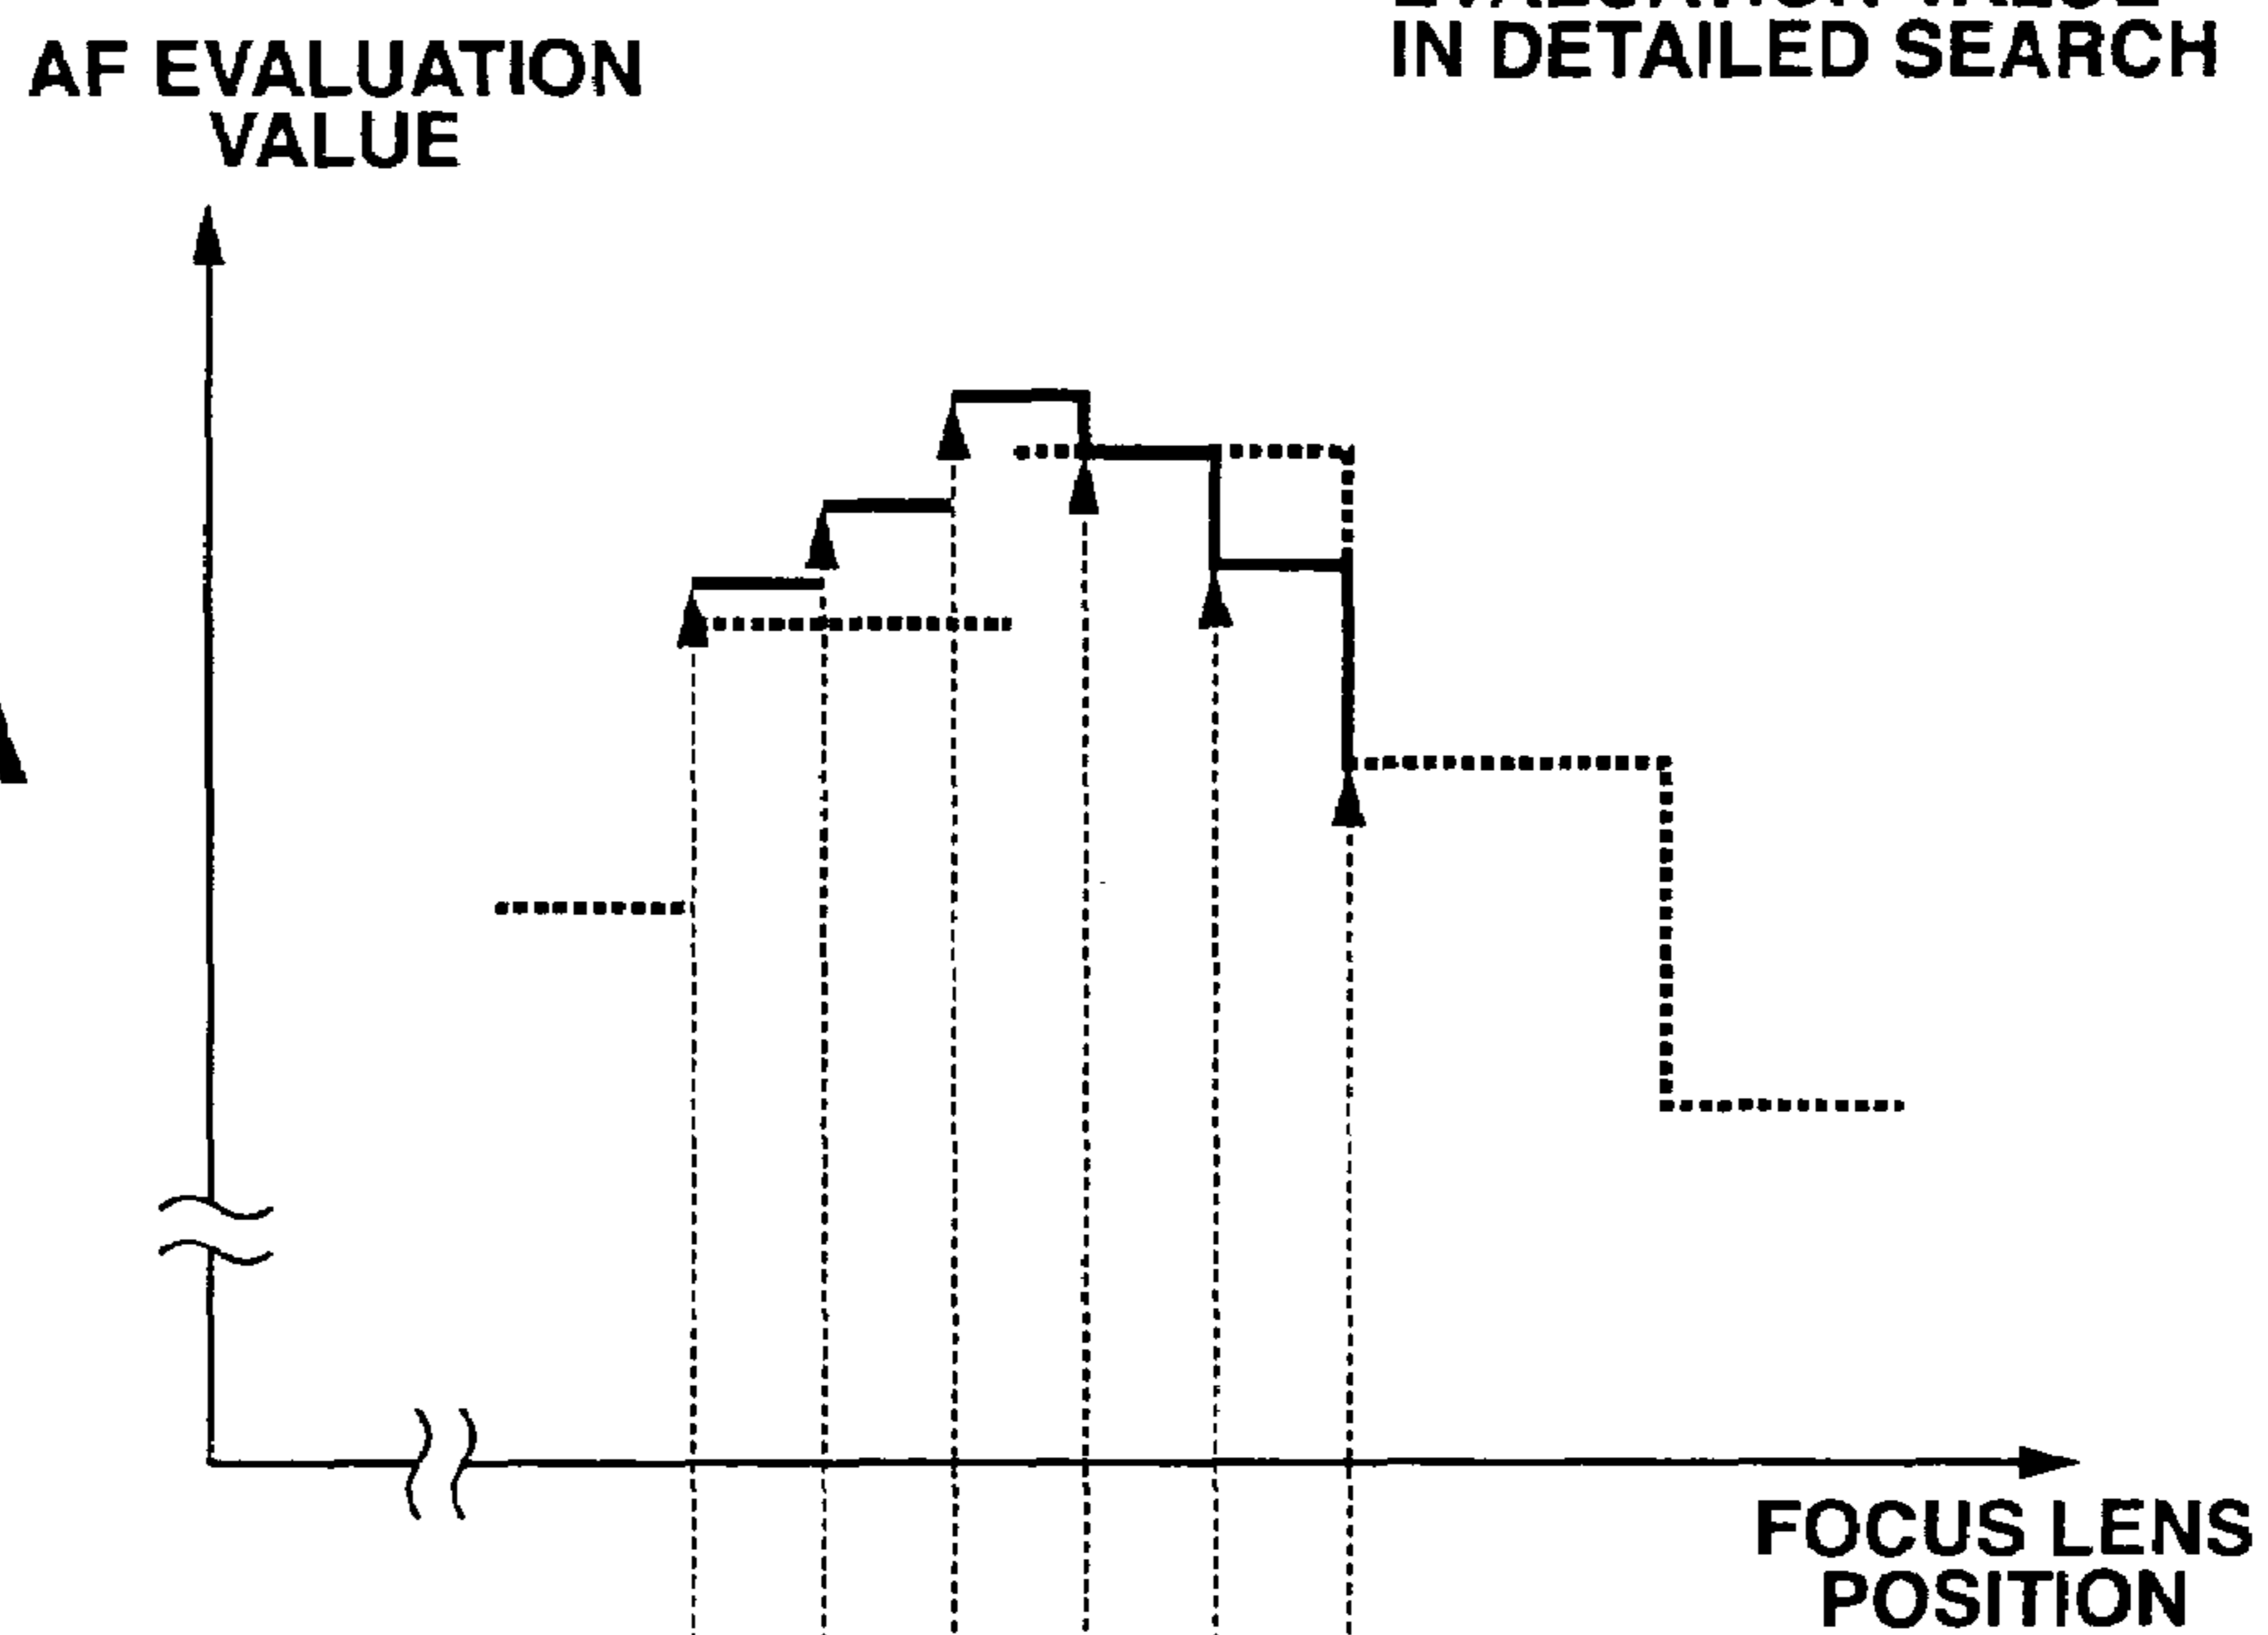 AF EVALUATION
VALUE
IN DETAILED SEARCH
FOCUS LENS
POSITION